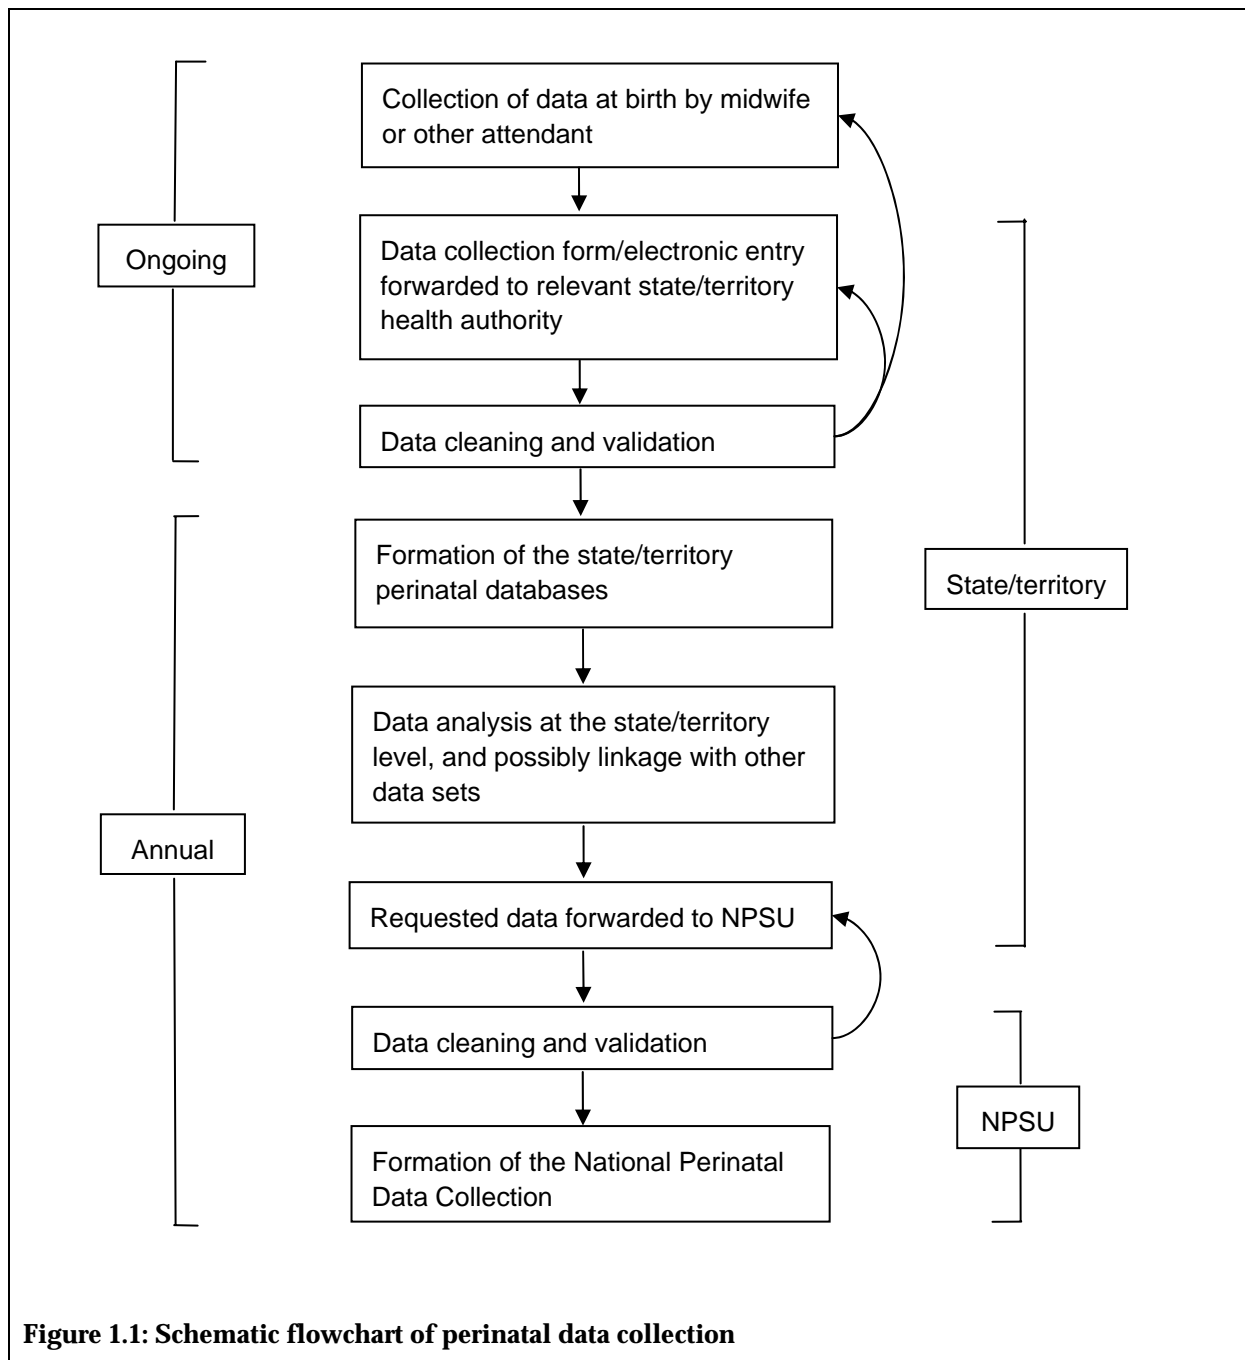 Collection of data at birth by midwife
or other attendant
Ongoing
Data collection form/electronic entry
forwarded to relevant state/territory
health authority
Data cleaning and validation
Formation of the state/territory
perinatal databases
State/territory
Data analysis at the state/territory
level, and possibly linkage with other
data sets
Annual
Requested data forwarded to NPSU
Data cleaning and validation
NPSU
Formation of the National Perinatal
Data Collection
Figure 1.1: Schematic flowchart of perinatal data collection